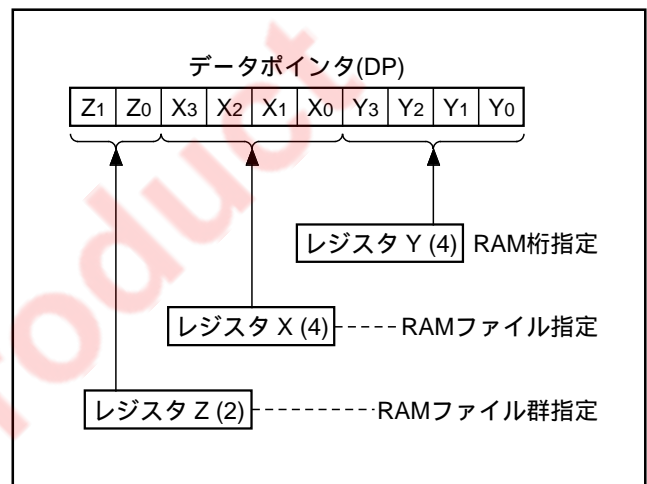 データポインタ(DP)
Z1 Z0 X3 X2 X1 X0 Y3 Y2 Y1 Y0
レジスタ Y (4) RAM桁指定
レジスタ X (4) RAMファイル指定
レジスタ Z (2) RAMファイル群指定
roduct